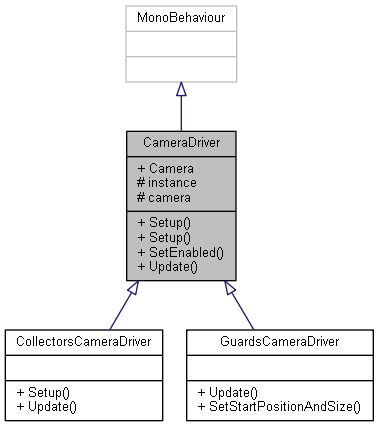 MonoBehaviour
CameraDriver
+ Camera
# instance
# camera
+ Setup()
+ Setup()
+ SetEnabled()
+ Update()
CollectorsCameraDriver
+ Setup()
+ Update()
GuardsCameraDriver
+ Update()
+ SetStartPositionAndSize()